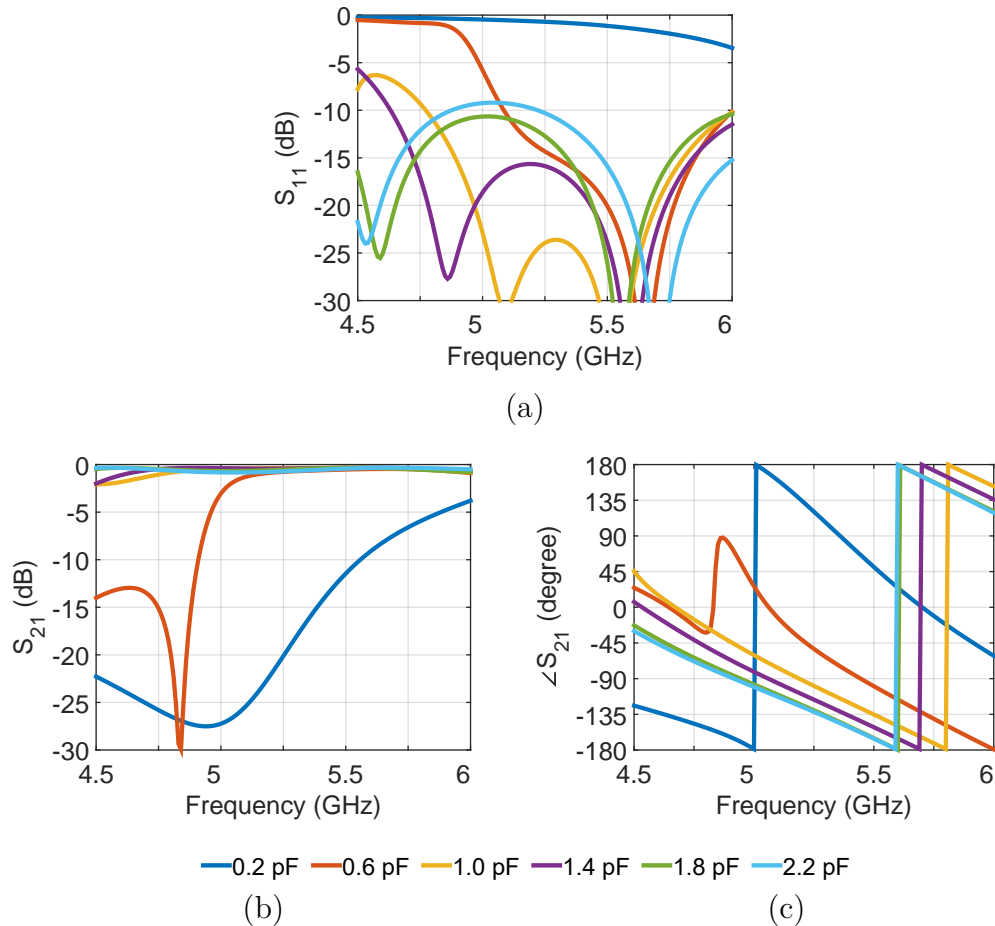 0
-5
-10
-15
-20
-25
-30
S11 (dB)
4.5 5 5.5 6
Frequency (GHz)
(a)
0
-5
-10
-15
-20
-25
-30
S21 (dB)
4.5 5 5.5 6
Frequency (GHz)
180
135
90
45
0
-45
-90
-135
-180
∠S21 (degree)
4.5 5 5.5 6
Frequency (GHz)
0.2 pF 0.6 pF 1.0 pF 1.4 pF 1.8 pF 2.2 pF
(b) (c)